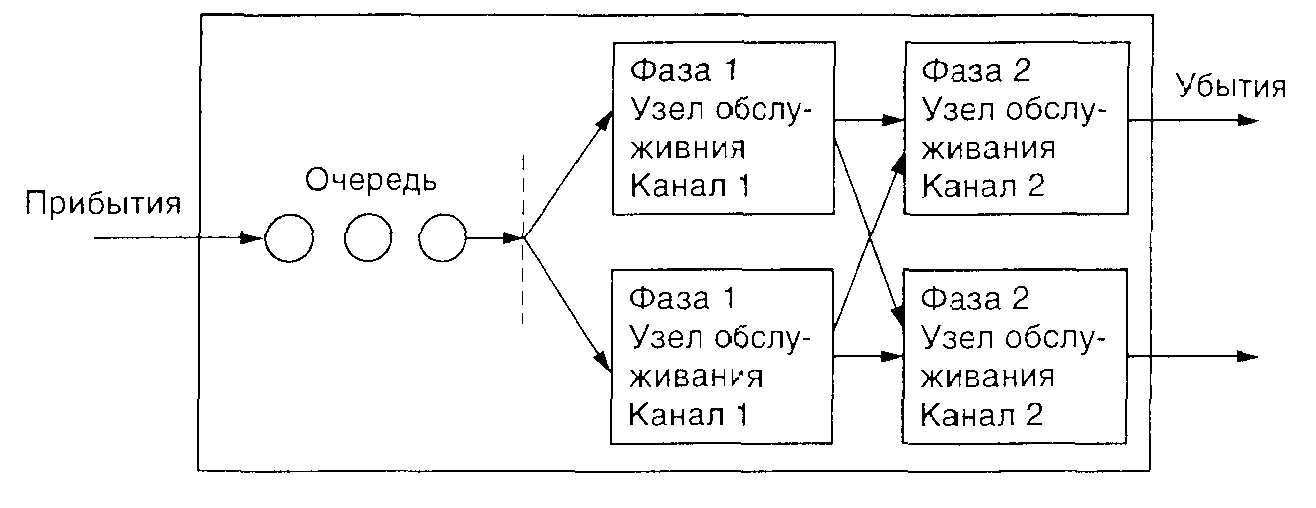 Прибытия
Очередь
Фаза 1
Узел обслу-
живния
Канал 1
Фаза 2
Узел обслу-
живания
Канал 2
Убытия
Фаза 1
Узел обслу-
живания
Канал 1
Фаза 2
Узел обслу-
живания
Канал 2